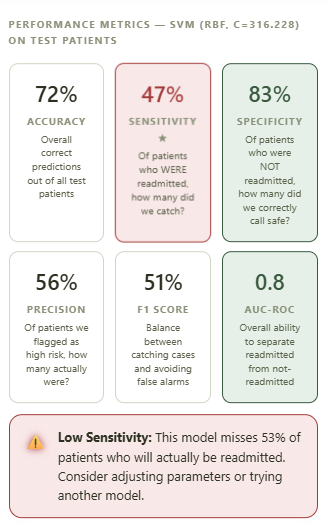 PERFORMANCE METRICS — SVM (RBF, C=316.228)
ON TEST PATIENTS
72%
ACCURACY
Overall
correct
predictions
out of all test
patients
47%
SENSITIVITY
★
Of patients
who WERE
readmitted,
how many did
we catch?
83%
SPECIFICITY
Of patients
who were
NOT
readmitted,
how many did
we correctly
call safe?
56%
PRECISION
Of patients we
flagged as
high risk, how
many actually
were?
51%
F1 SCORE
Balance
between
catching cases
and avoiding
false alarms
0.8
AUC-ROC
Overall ability
to separate
readmitted
from not-
readmitted
⚠️ Low Sensitivity: This model misses 53% of
patients who will actually be readmitted.
Consider adjusting parameters or trying
another model.